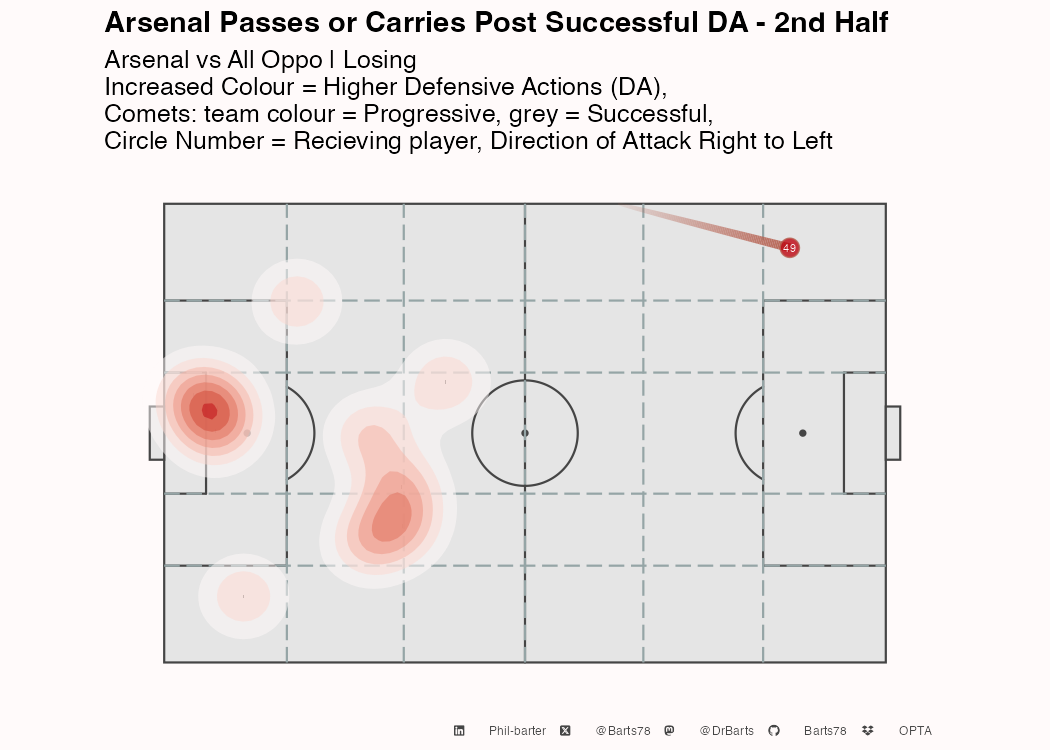 Arsenal Passes or Carries Post Successful DA - 2nd Half
Arsenal vs All Oppo | Losing
Increased Colour = Higher Defensive Actions (DA),
Comets: team colour = Progressive, grey = Successful,
Circle Number = Recieving player, Direction of Attack Right to Left
49
Phil-barter @Barts78 @DrBarts Barts78 OPTA